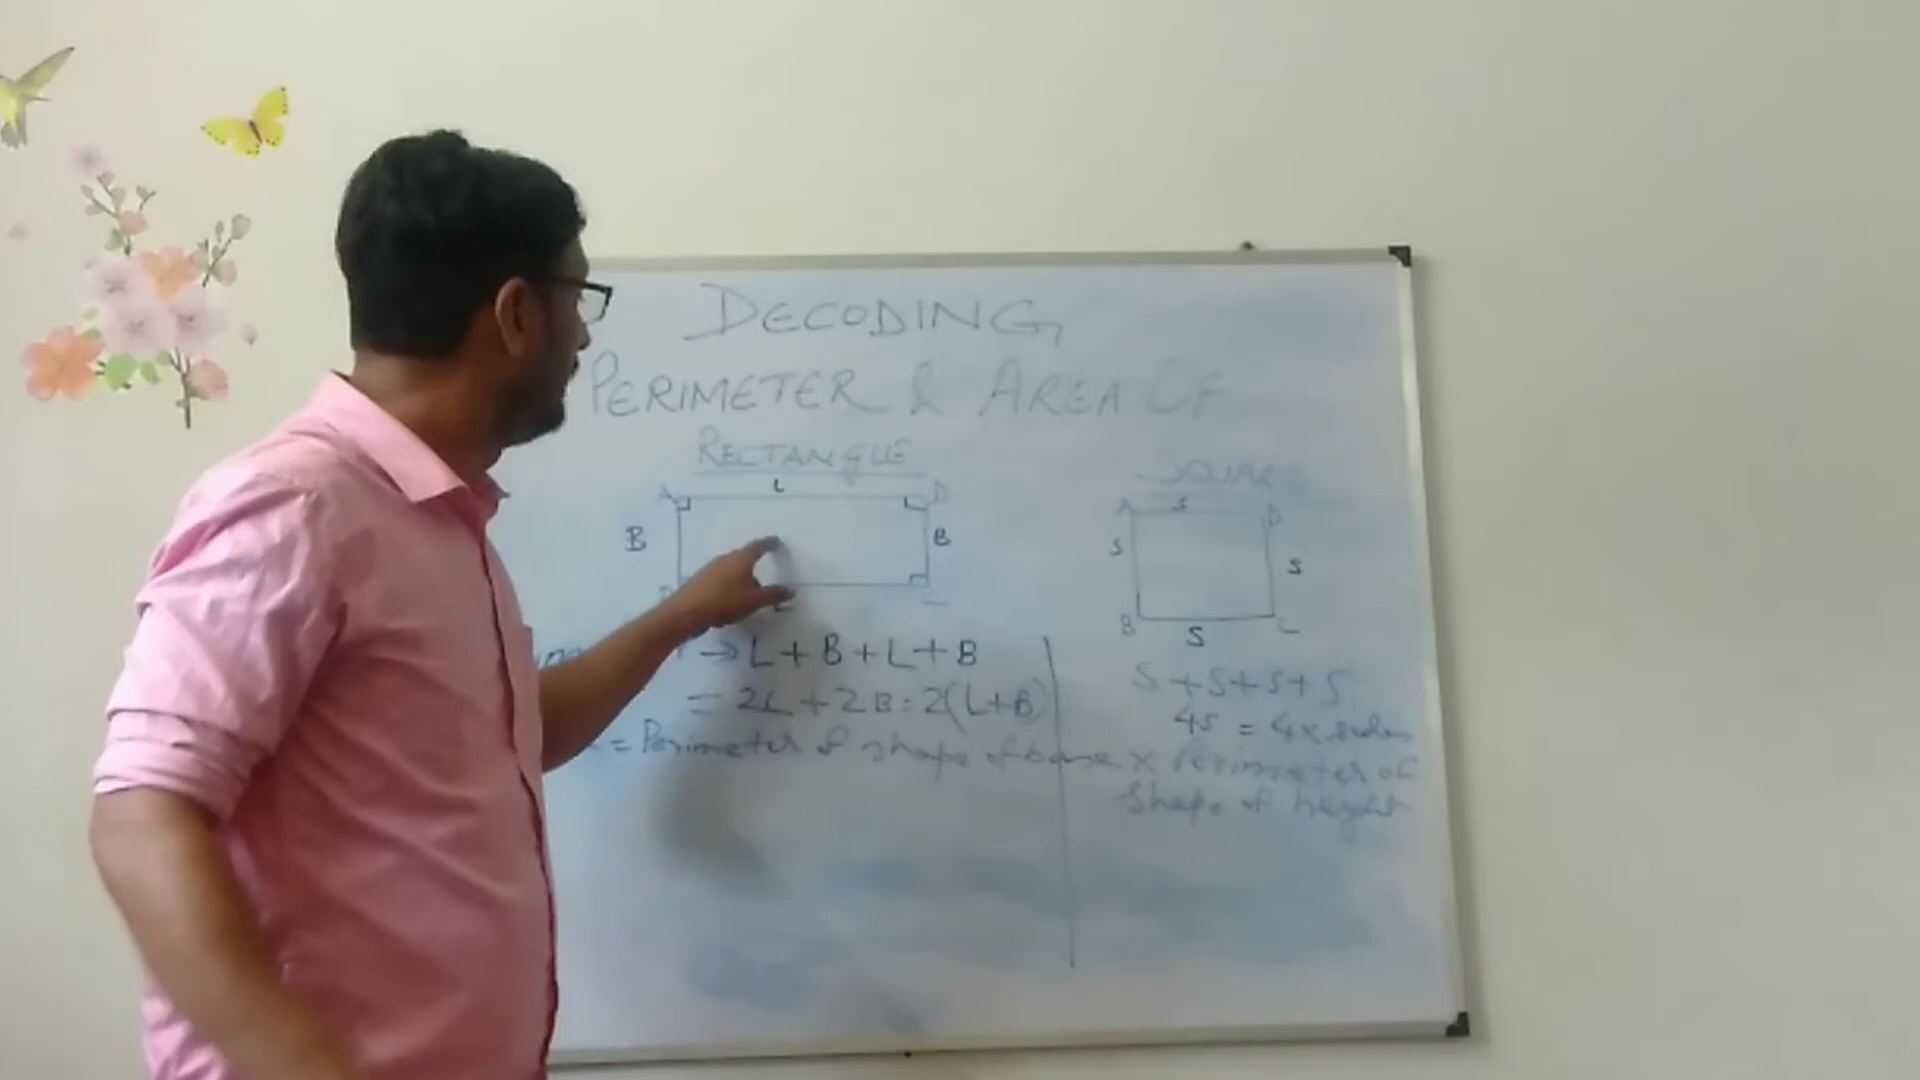 DECODING
PERIMETER & AREA OF
RECTANGLE
SQUARE
A L D
B B
L C
A S D
S S
B S C
→ L+B+L+B
= 2L+2B = 2(L+B)
S+S+S+S
4S = 4×sides
= Perimeter of shape of base × Perimeter of
shape of height